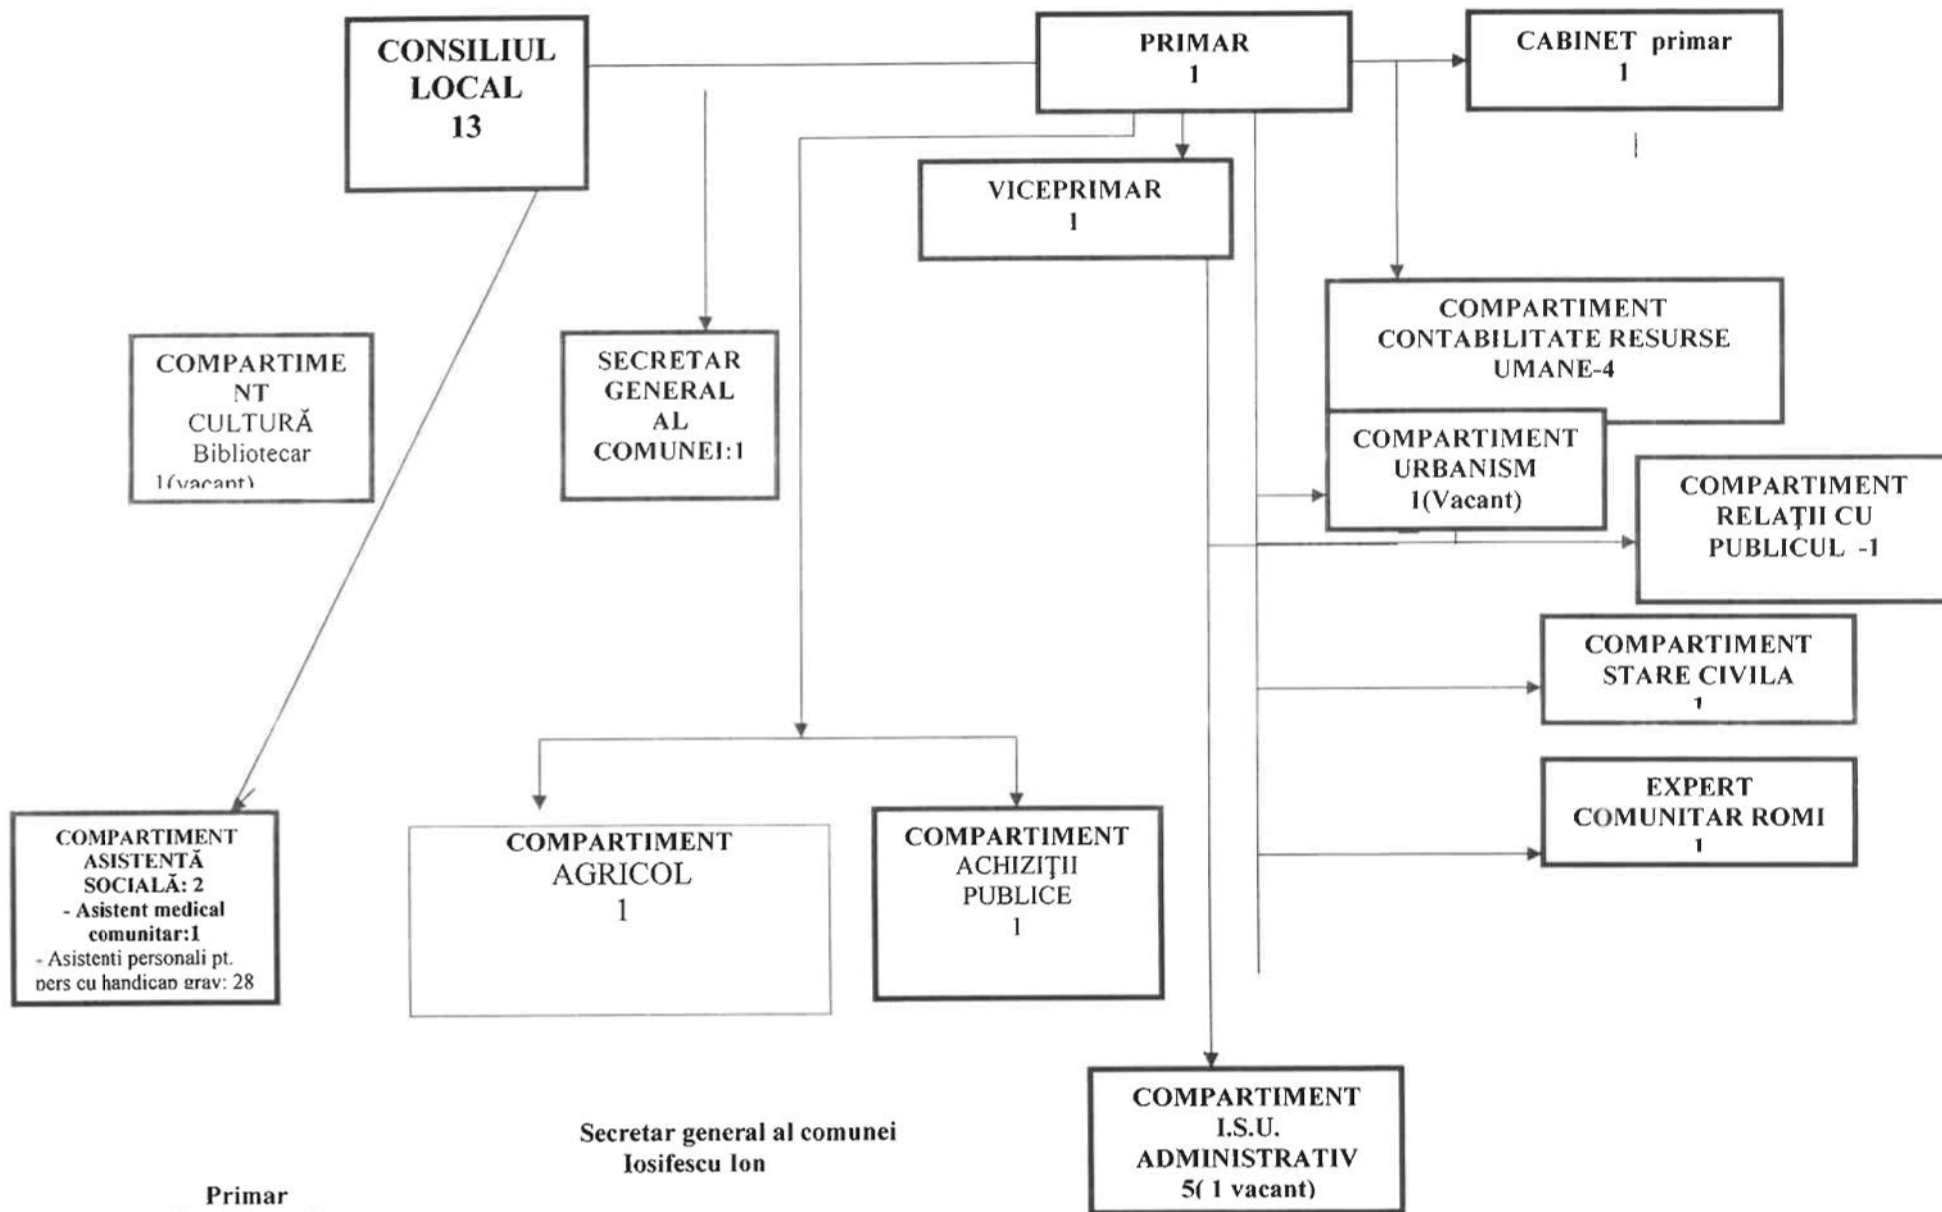 CONSILIUL
LOCAL
13
PRIMAR
1
CABINET primar
1
VICEPRIMAR
1
COMPARTIMENT
CONTABILITATE RESURSE
UMANE-4
COMPARTIME
NT
CULTURĂ
Bibliotecar
1(vacant)
SECRETAR
GENERAL
AL
COMUNEI:1
COMPARTIMENT
URBANISM
1(Vacant)
COMPARTIMENT
RELAŢII CU
PUBLICUL -1
COMPARTIMENT
STARE CIVILA
1
EXPERT
COMUNITAR ROMI
1
COMPARTIMENT
ASISTENTĂ
SOCIALĂ: 2
- Asistent medical
comunitar:1
- Asistenti personali pt.
pers cu handicap grav: 28
COMPARTIMENT
AGRICOL
1
COMPARTIMENT
ACHIZIŢII
PUBLICE
1
COMPARTIMENT
I.S.U.
ADMINISTRATIV
5( 1 vacant)
Secretar general al comunei
Iosifescu Ion
Primar